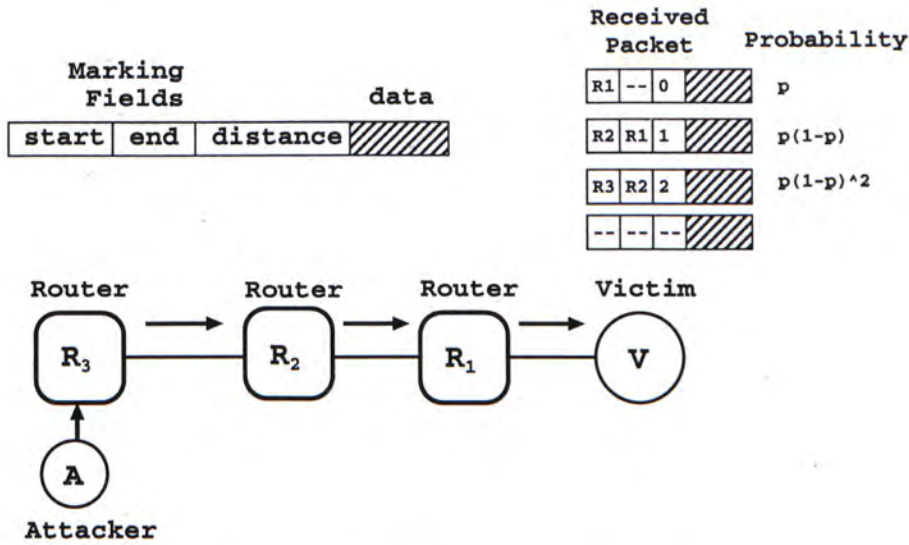 Marking
Fields
data
start end distance
Received
Packet
Probability
R1 -- 0
p
R2 R1 1
p(1-p)
R3 R2 2
p(1-p)^2
-- -- --
Router Router Router Victim
R3 R2 R1 V
A
Attacker